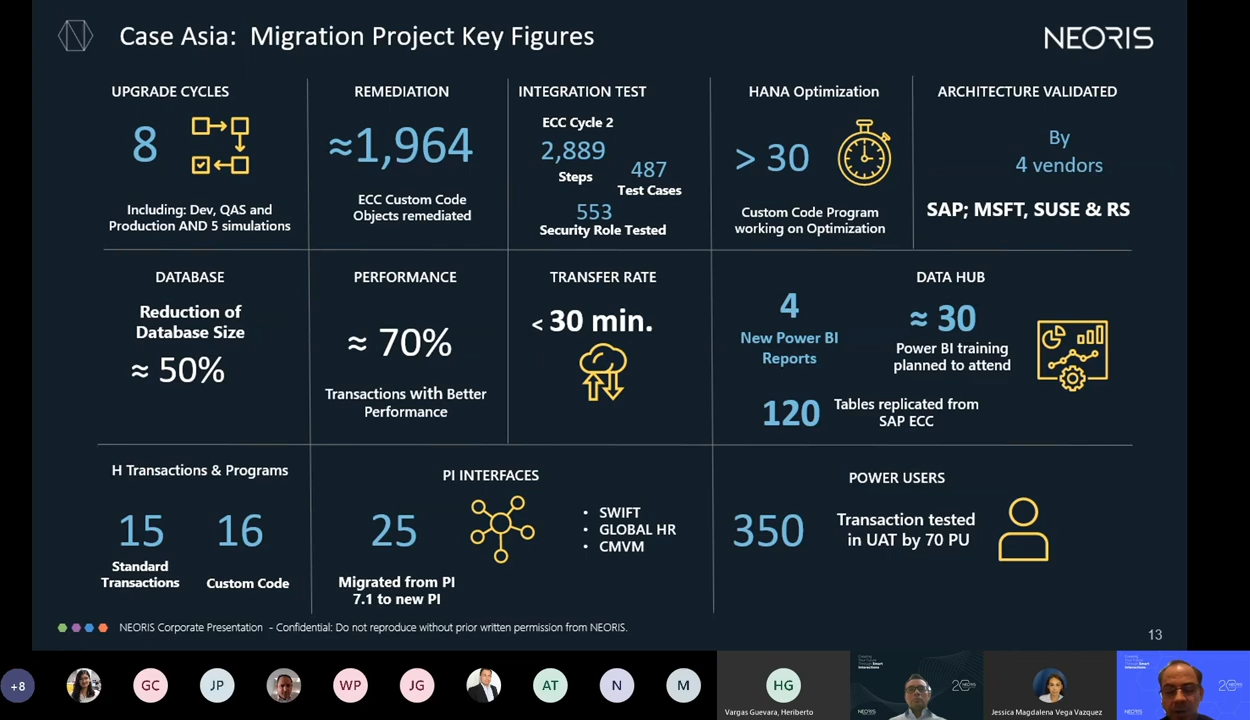 Case Asia:  Migration Project Key Figures
NEORIS
UPGRADE CYCLES
8
Including: Dev, QAS and
Production AND 5 simulations
REMEDIATION
≈1,964
ECC Custom Code
Objects remediated
INTEGRATION TEST
ECC Cycle 2
2,889
Steps
487
Test Cases
553
Security Role Tested
HANA Optimization
> 30
Custom Code Program
working on Optimization
ARCHITECTURE VALIDATED
By
4 vendors
SAP; MSFT, SUSE & RS
DATABASE
Reduction of
Database Size
≈ 50%
PERFORMANCE
≈ 70%
Transactions with Better
Performance
TRANSFER RATE
< 30 min.
DATA HUB
4
New Power BI
Reports
≈ 30
Power BI training
planned to attend
120
Tables replicated from
SAP ECC
H Transactions & Programs
15
Standard
Transactions
16
Custom Code
PI INTERFACES
25
Migrated from PI
7.1 to new PI
• SWIFT
• GLOBAL HR
• CMVM
POWER USERS
350
Transaction tested
in UAT by 70 PU
NEORIS Corporate Presentation  - Confidential: Do not reproduce without prior written permission from NEORIS.
13
+8
GC
JP
WP
JG
AT
N
M
HG
Vargas Guevara, Heriberto
Jessica Magdalena Vega Vazquez
NEORIS